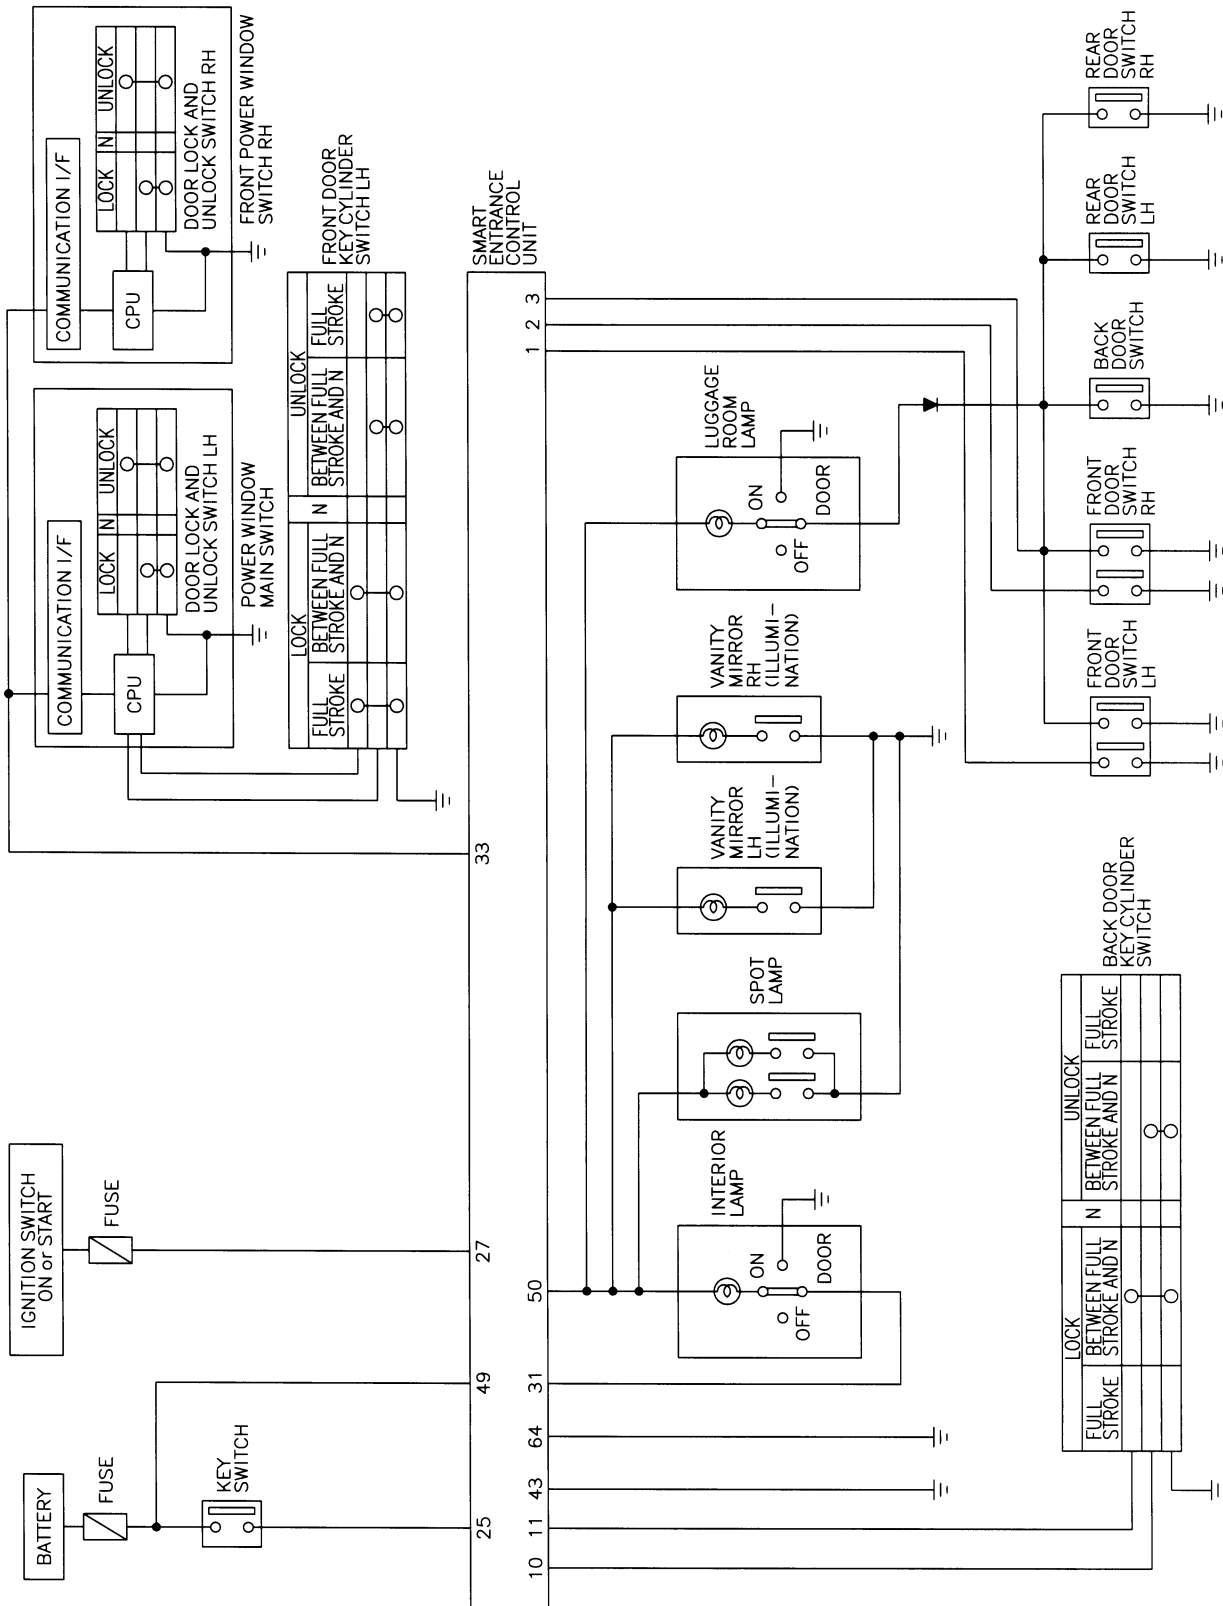 BATTERY
FUSE
KEY
SWITCH
IGNITION SWITCH
ON or START
FUSE
COMMUNICATION I/F
CPU
LOCK N UNLOCK
DOOR LOCK AND
UNLOCK SWITCH LH
POWER WINDOW
MAIN SWITCH
COMMUNICATION I/F
CPU
LOCK N UNLOCK
DOOR LOCK AND
UNLOCK SWITCH RH
FRONT POWER WINDOW
SWITCH RH
LOCK N UNLOCK
FULL
STROKE
BETWEEN FULL
STROKE AND N
BETWEEN FULL
STROKE AND N
FULL
STROKE
FRONT DOOR
KEY CYLINDER
SWITCH LH
25 49 27 33
SMART
ENTRANCE
CONTROL
UNIT
10 11 43 64 31 50 1 2 3
INTERIOR
LAMP
ON
OFF
DOOR
SPOT
LAMP
VANITY
MIRROR
LH
(ILLUMI-
NATION)
VANITY
MIRROR
RH
(ILLUMI-
NATION)
LUGGAGE
ROOM
LAMP
ON
OFF
DOOR
LOCK N UNLOCK
FULL
STROKE
BETWEEN FULL
STROKE AND N
BETWEEN FULL
STROKE AND N
FULL
STROKE
BACK DOOR
KEY CYLINDER
SWITCH
FRONT
DOOR
SWITCH
LH
FRONT
DOOR
SWITCH
RH
BACK
DOOR
SWITCH
REAR
DOOR
SWITCH
LH
REAR
DOOR
SWITCH
RH